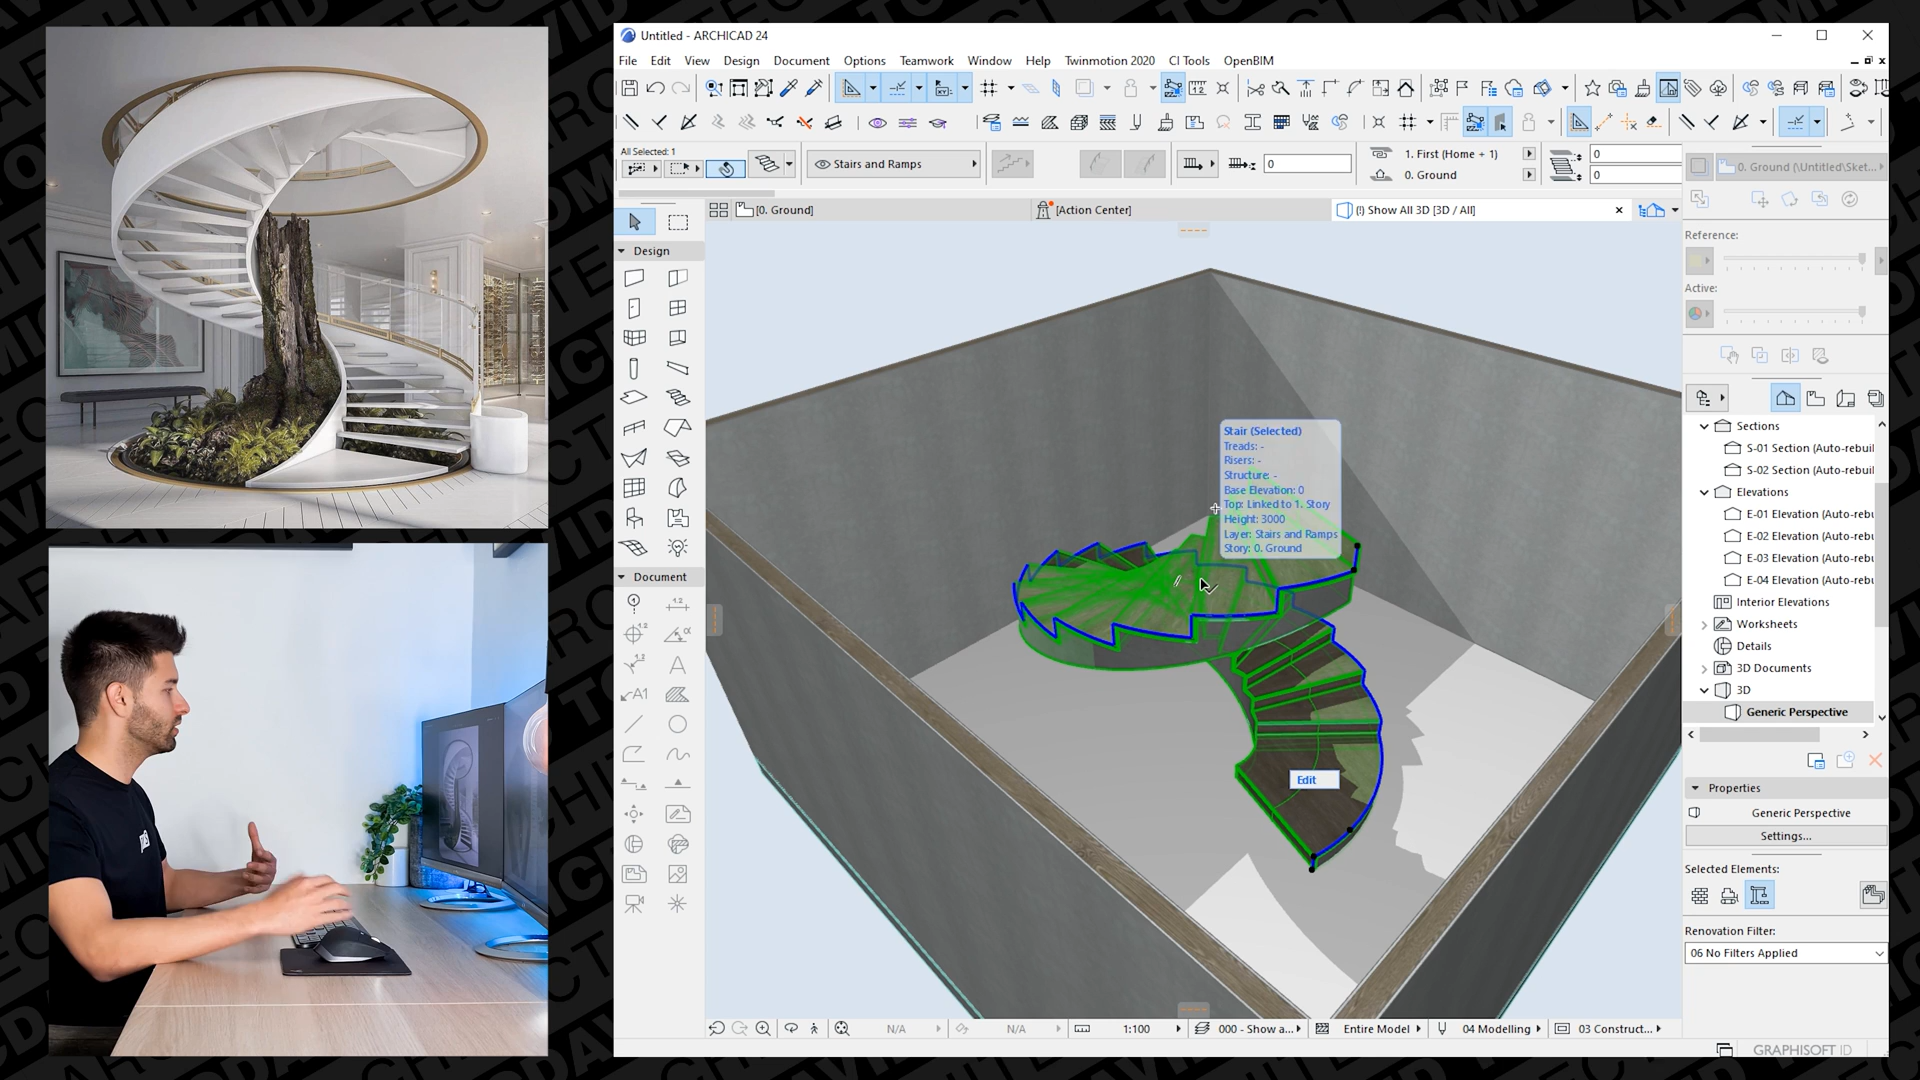 Untitled - ARCHICAD 24
File Edit View Design Document Options Teamwork Window Help Twinmotion 2020 CI Tools OpenBIM
All Selected: 1
Stairs and Ramps
0
1. First (Home + 1)
0. Ground
0
0
0. Ground (\Untitled\Sket...
[0. Ground]
[Action Center]
(!) Show All 3D [3D / All]
Reference:
Active:
Design
Document
Stair (Selected)
Treads: -
Risers: -
Structure: -
Base Elevation: 0
Top: Linked to 1. Story
Height: 3000
Layer: Stairs and Ramps
Story: 0. Ground
Edit
Sections
S-01 Section (Auto-rebuil
S-02 Section (Auto-rebuil
Elevations
E-01 Elevation (Auto-rebu
E-02 Elevation (Auto-rebu
E-03 Elevation (Auto-rebu
E-04 Elevation (Auto-rebu
Interior Elevations
Worksheets
Details
3D Documents
3D
Generic Perspective
Properties
Generic Perspective
Settings...
Selected Elements:
Renovation Filter:
06 No Filters Applied
N/A
N/A
1:100
000 - Show a...
Entire Model
04 Modelling
03 Construct...
GRAPHISOFT ID